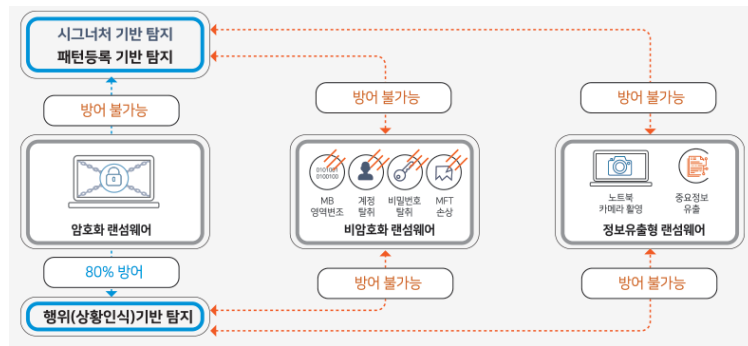 시그너처 기반 탐지
패턴등록 기반 탐지
방어 불가능
방어 불가능
방어 불가능
암호화 랜섬웨어
0101001
0100100
MB
영역변조
계정
탈취
비밀번호
탈취
MFT
손상
비암호화 랜섬웨어
노트북
카메라 촬영
중요정보
유출
정보유출형 랜섬웨어
80% 방어
방어 불가능
방어 불가능
행위(상황인식)기반 탐지